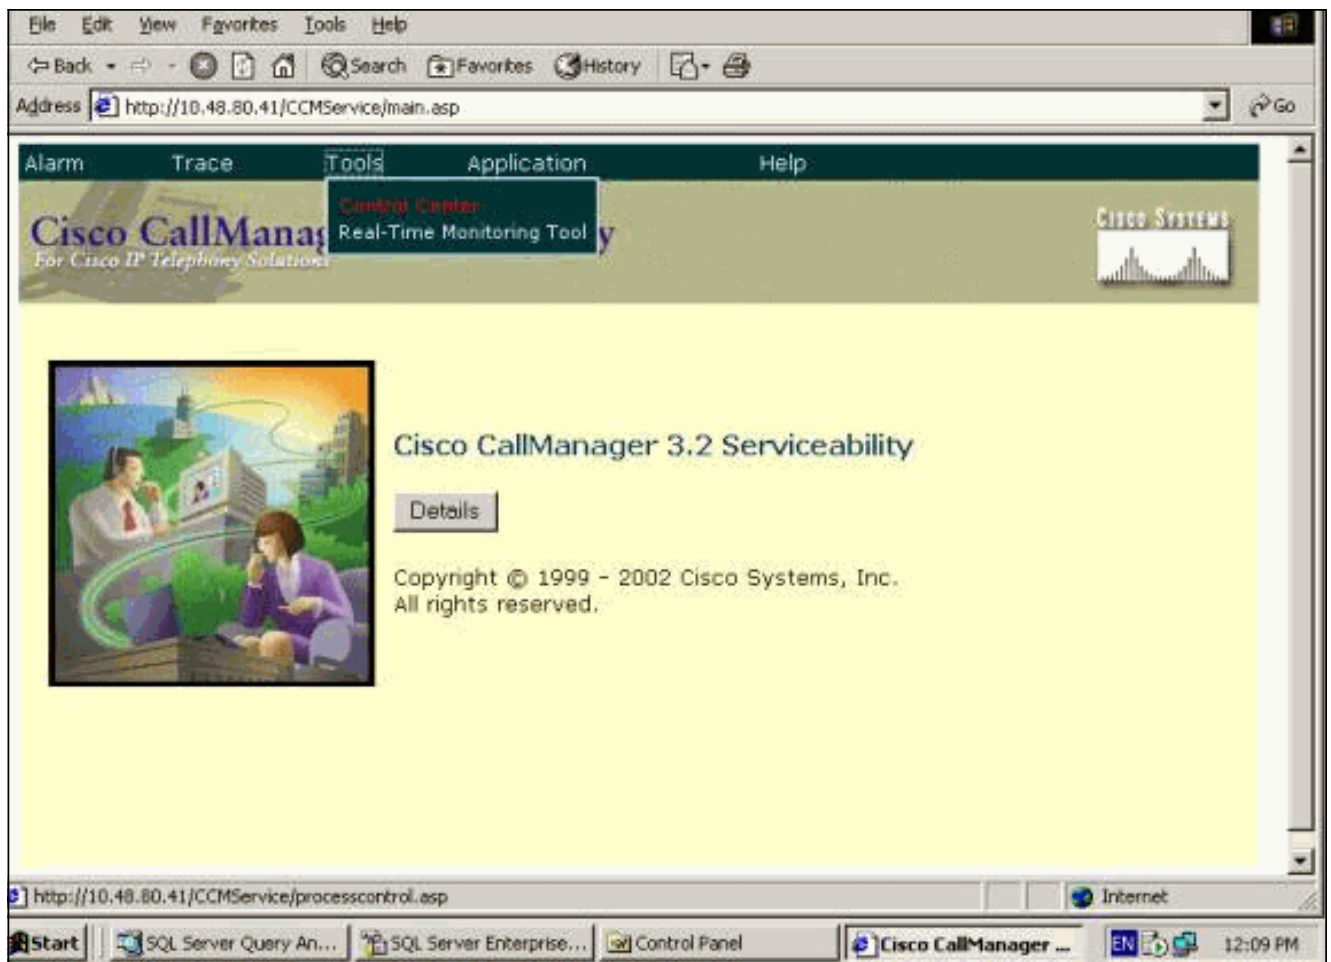 File Edit View Favorites Tools Help
Back Search Favorites History
Address http://10.48.80.41/CCMService/main.asp Go
Alarm Trace Tools Application Help
Control Center
Real-Time Monitoring Tool
Cisco CallManag y
For Cisco IP Telephony Solutions
Cisco Systems
Cisco CallManager 3.2 Serviceability
Details
Copyright © 1999 - 2002 Cisco Systems, Inc.
All rights reserved.
http://10.48.80.41/CCMService/processcontrol.asp Internet
Start SQL Server Query An... SQL Server Enterprise... Control Panel Cisco CallManager ... EN 12:09 PM